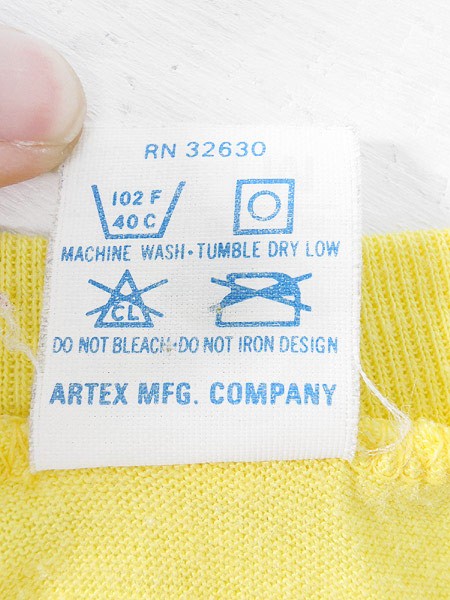 RN 32630
102 F
40 C
MACHINE WASH•TUMBLE DRY LOW
CL
DO NOT BLEACH•DO NOT IRON DESIGN
ARTEX MFG. COMPANY